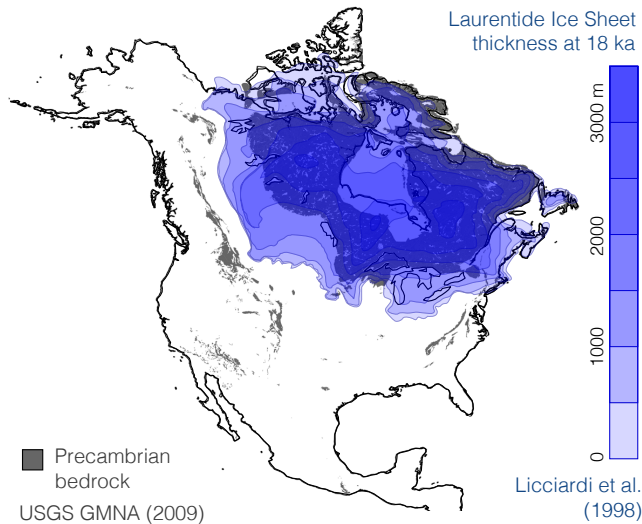 Laurentide Ice Sheet
thickness at 18 ka
3000 m
2000
1000
0
Precambrian
bedrock
USGS GMNA (2009)
Licciardi et al.
(1998)